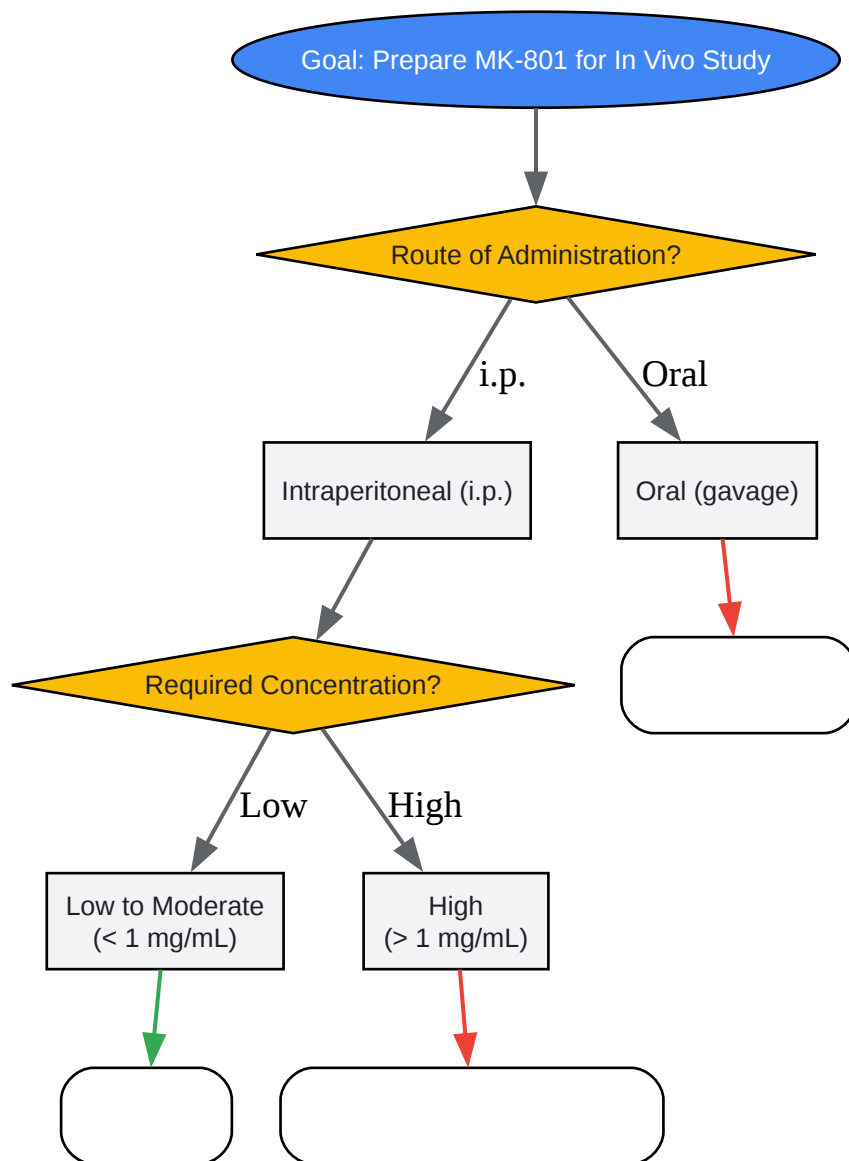 Goal: Prepare MK-801 for In Vivo Study
Route of Administration?
i.p.
Oral
Intraperitoneal (i.p.)
Oral (gavage)
Required Concentration?
Low
High
Low to Moderate
(< 1 mg/mL)
High
(> 1 mg/mL)